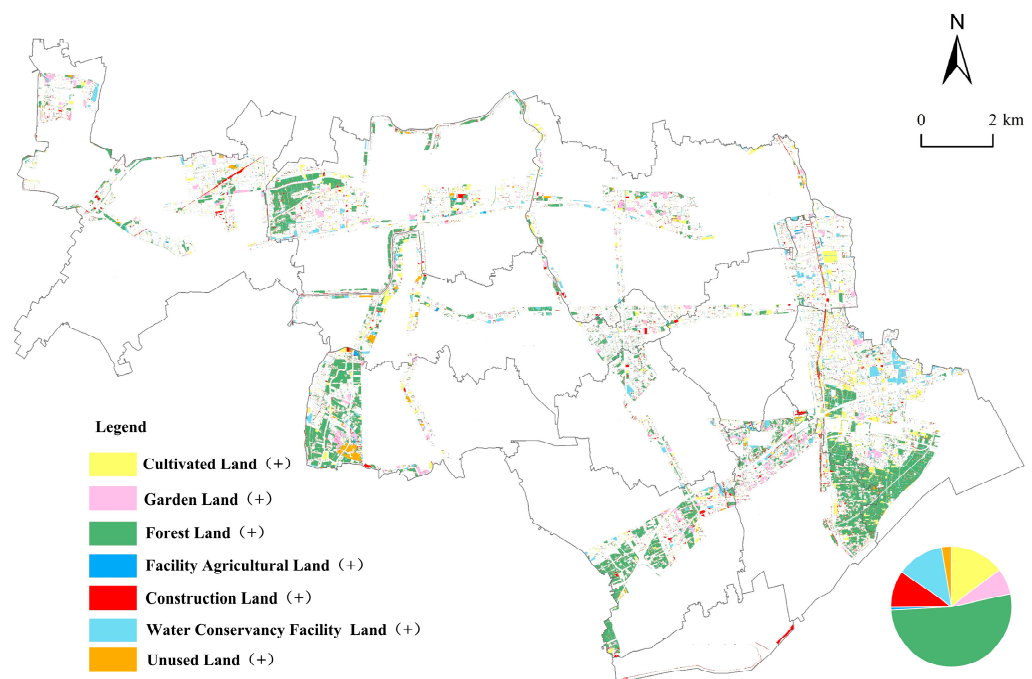 N
0 2 km
Legend
Cultivated Land（+）
Garden Land（+）
Forest Land（+）
Facility Agricultural Land（+）
Construction Land（+）
Water Conservancy Facility Land（+）
Unused Land（+）